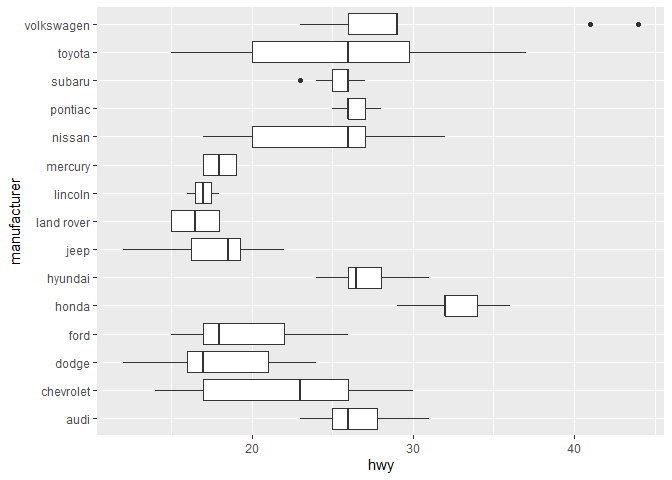 volkswagen
toyota
subaru
pontiac
nissan
mercury
lincoln
land rover
jeep
hyundai
honda
ford
dodge
chevrolet
audi
manufacturer
20 30 40
hwy